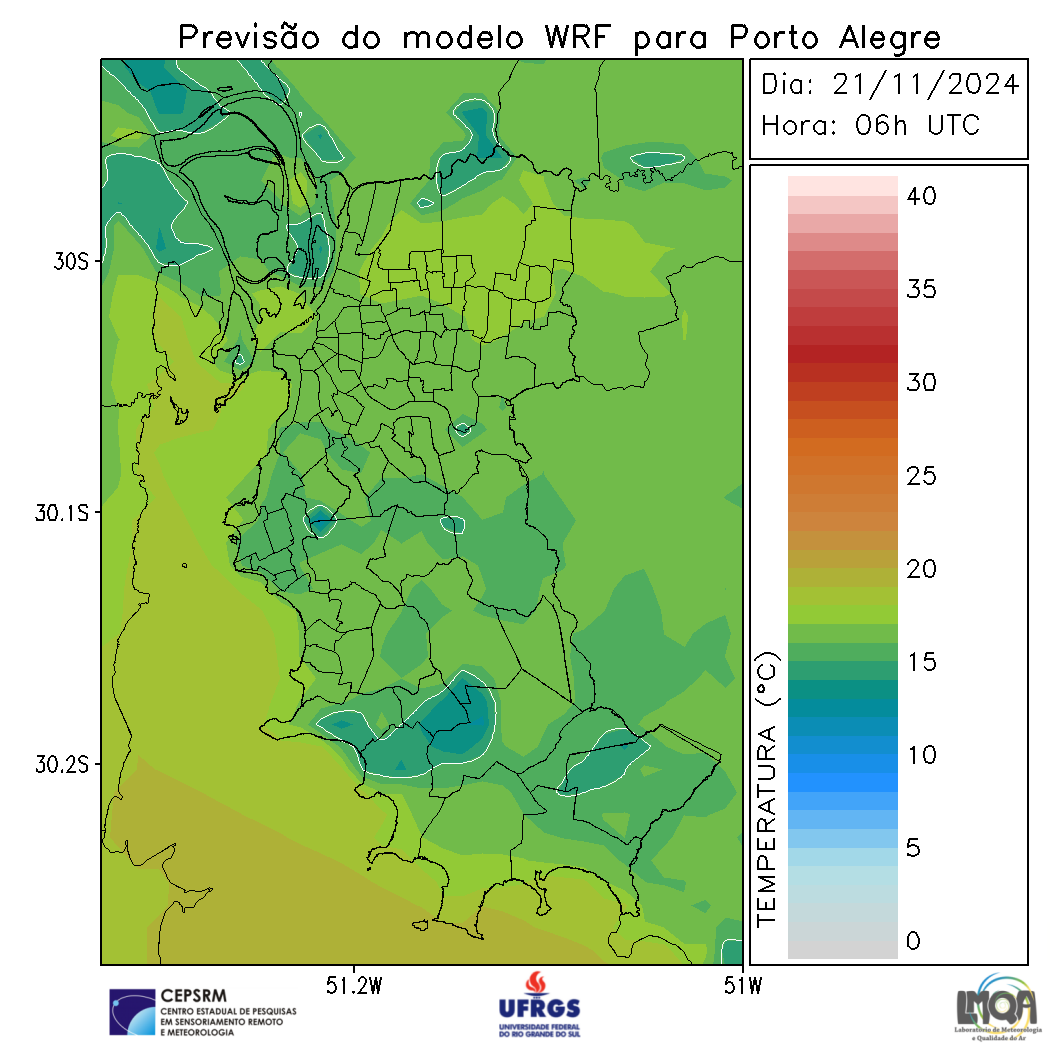 Previsão do modelo WRF para Porto Alegre
Dia: 21/11/2024
Hora: 06h UTC
30S
30.1S
30.2S
51.2W
51W
TEMPERATURA (°C)
40
35
30
25
20
15
10
5
0
CEPSRM
CENTRO ESTADUAL DE PESQUISAS
EM SENSORIAMENTO REMOTO
E METEOROLOGIA
UFRGS
UNIVERSIDADE FEDERAL
DO RIO GRANDE DO SUL
LMQA
Laboratório de Meteorologia
e Qualidade do Ar